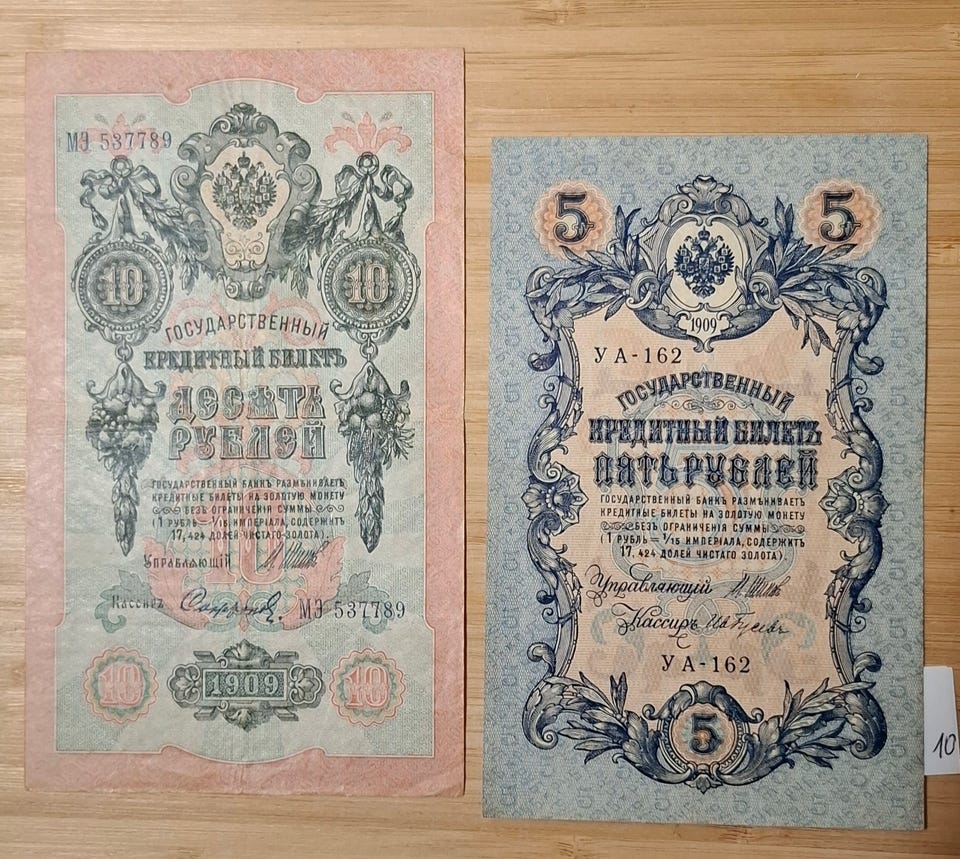 МЭ 537789
10 10
ГОСУДАРСТВЕННЫЙ
КРЕДИТНЫЙ БИЛЕТЪ
ДЕСЯТЬ
РУБЛЕЙ
ГОСУДАРСТВЕННЫЙ БАНКЪ РАЗМѢНИВАЕТЪ
КРЕДИТНЫЕ БИЛЕТЫ НА ЗОЛОТУЮ МОНЕТУ
БЕЗЪ ОГРАНИЧЕНІЯ СУММЫ
(1 РУБЛЬ = 1/15 ИМПЕРІАЛА, СОДЕРЖИТЪ
17,424 ДОЛЕЙ ЧИСТАГО ЗОЛОТА).
10
Управляющій
Кассиръ
МЭ 537789
10 1909 10
5 5
1909
УА-162
ГОСУДАРСТВЕННЫЙ
КРЕДИТНЫЙ БИЛЕТЪ
ПЯТЬ РУБЛЕЙ
ГОСУДАРСТВЕННЫЙ БАНКЪ РАЗМѢНИВАЕТЪ
КРЕДИТНЫЕ БИЛЕТЫ НА ЗОЛОТУЮ МОНЕТУ
БЕЗЪ ОГРАНИЧЕНІЯ СУММЫ
(1 РУБЛЬ = 1/15 ИМПЕРІАЛА, СОДЕРЖИТЪ
17,424 ДОЛЕЙ ЧИСТАГО ЗОЛОТА).
Управляющій
Кассиръ
УА-162
5
10